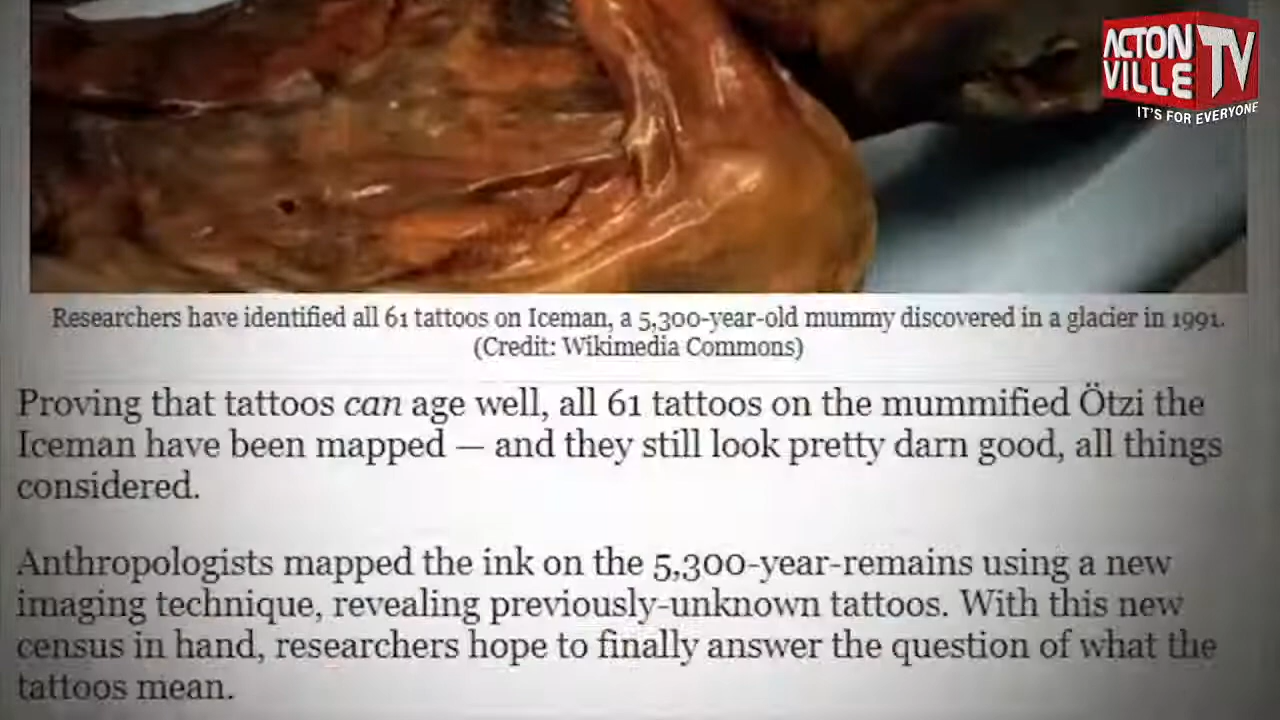 ACTON
VILLE TV
IT'S FOR EVERYONE
Researchers have identified all 61 tattoos on Iceman, a 5,300-year-old mummy discovered in a glacier in 1991.
(Credit: Wikimedia Commons)
Proving that tattoos can age well, all 61 tattoos on the mummified Ötzi the
Iceman have been mapped — and they still look pretty darn good, all things
considered.
Anthropologists mapped the ink on the 5,300-year-remains using a new
imaging technique, revealing previously-unknown tattoos. With this new
census in hand, researchers hope to finally answer the question of what the
tattoos mean.